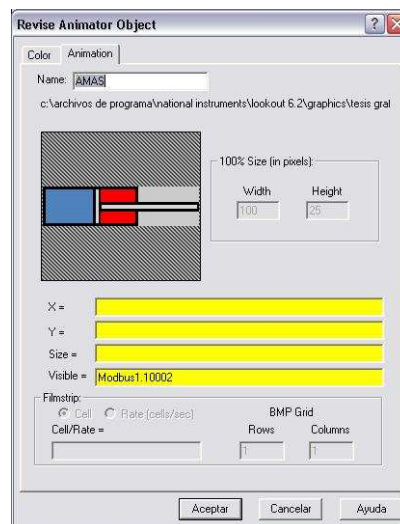 Revise Animator Object
Color Animation
Name: AMAS
c:\archivos de programa\national instruments\lookout 6.2\graphics\tesis graf
100% Size (in pixels):
Width Height
100 25
X =
Y =
Size =
Visible = Modbus1.10002
Filmstrip:
Cell Rate (cells/sec) BMP Grid
Cell/Rate = Rows Columns
1 1
Aceptar Cancelar Ayuda